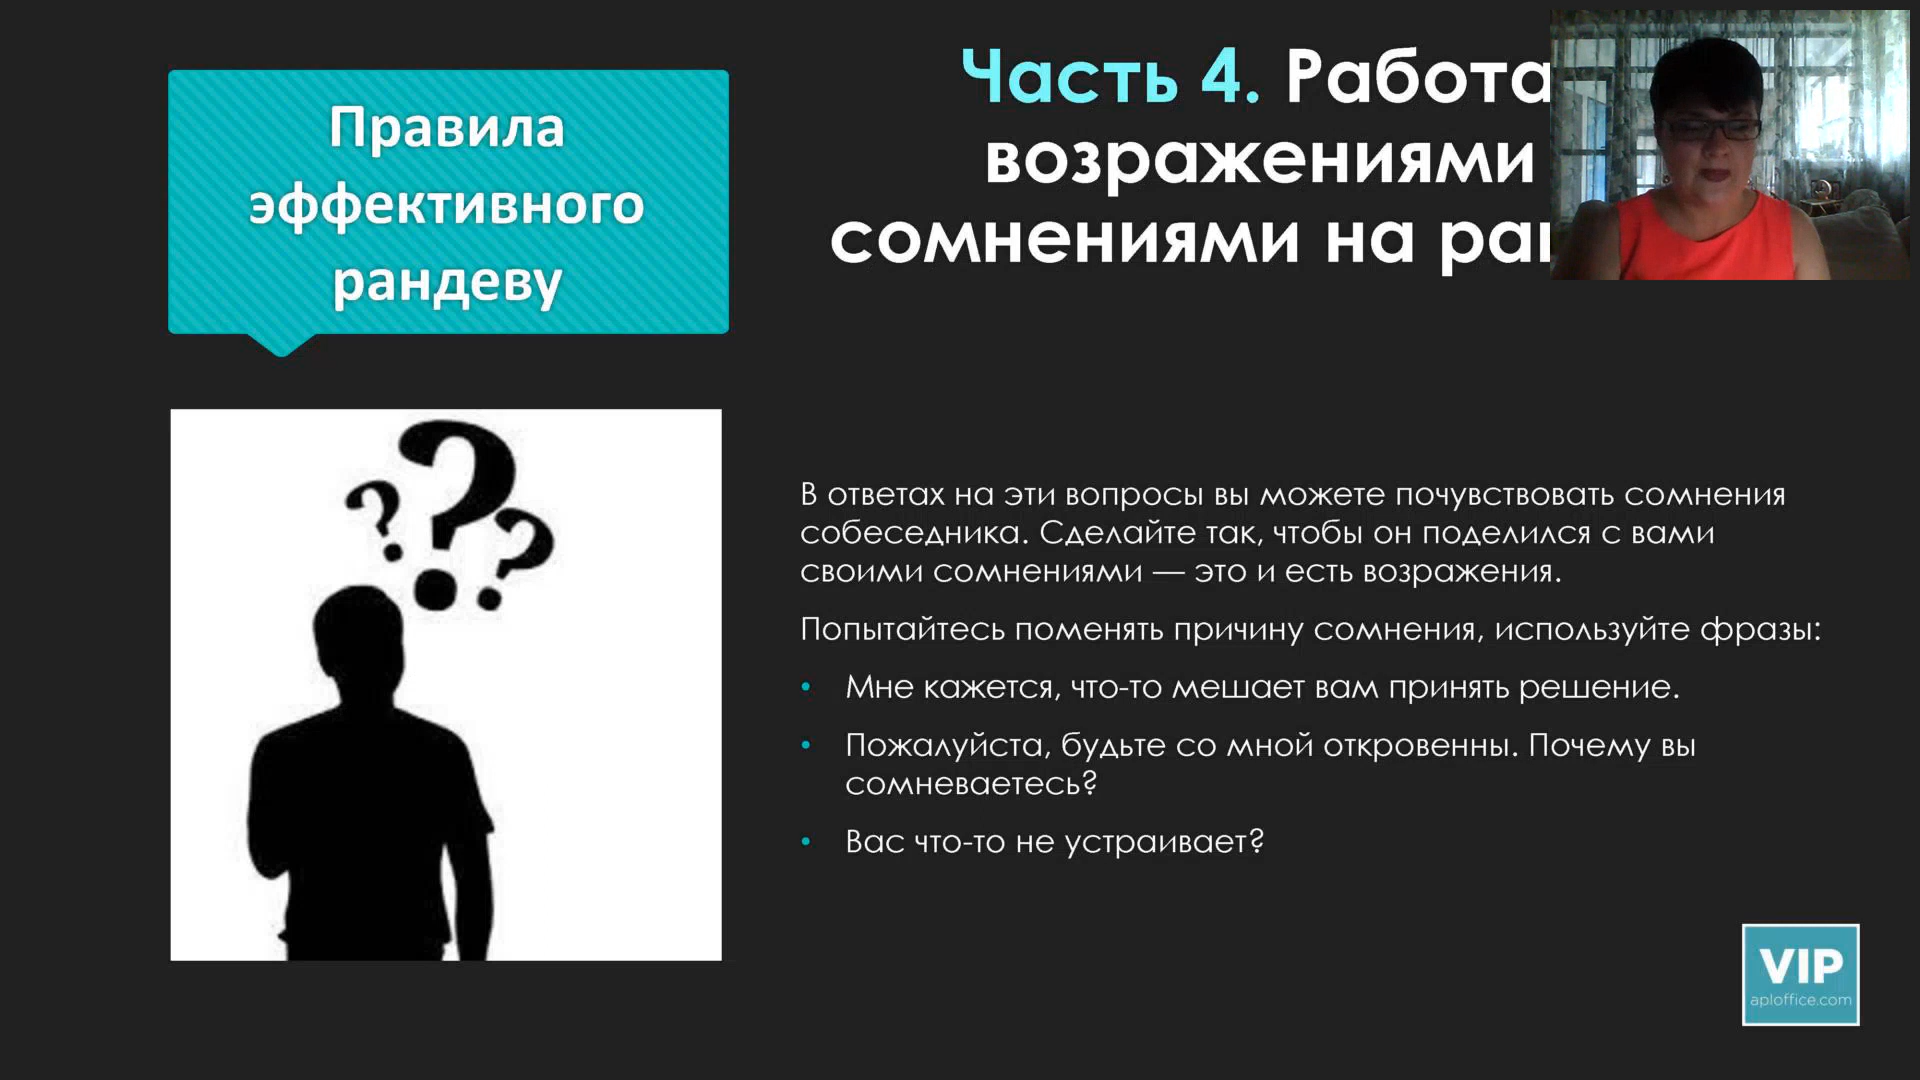 Правила
эффективного
рандеву
Часть 4. Работа
возражениями
сомнениями на
В ответах на эти вопросы вы можете почувствовать сомнения
собеседника. Сделайте так, чтобы он поделился с вами
своими сомнениями — это и есть возражения.
Попытайтесь поменять причину сомнения, используйте фразы:
• Мне кажется, что-то мешает вам принять решение.
• Пожалуйста, будьте со мной откровенны. Почему вы
сомневаетесь?
• Вас что-то не устраивает?
VIP
aploffice.com